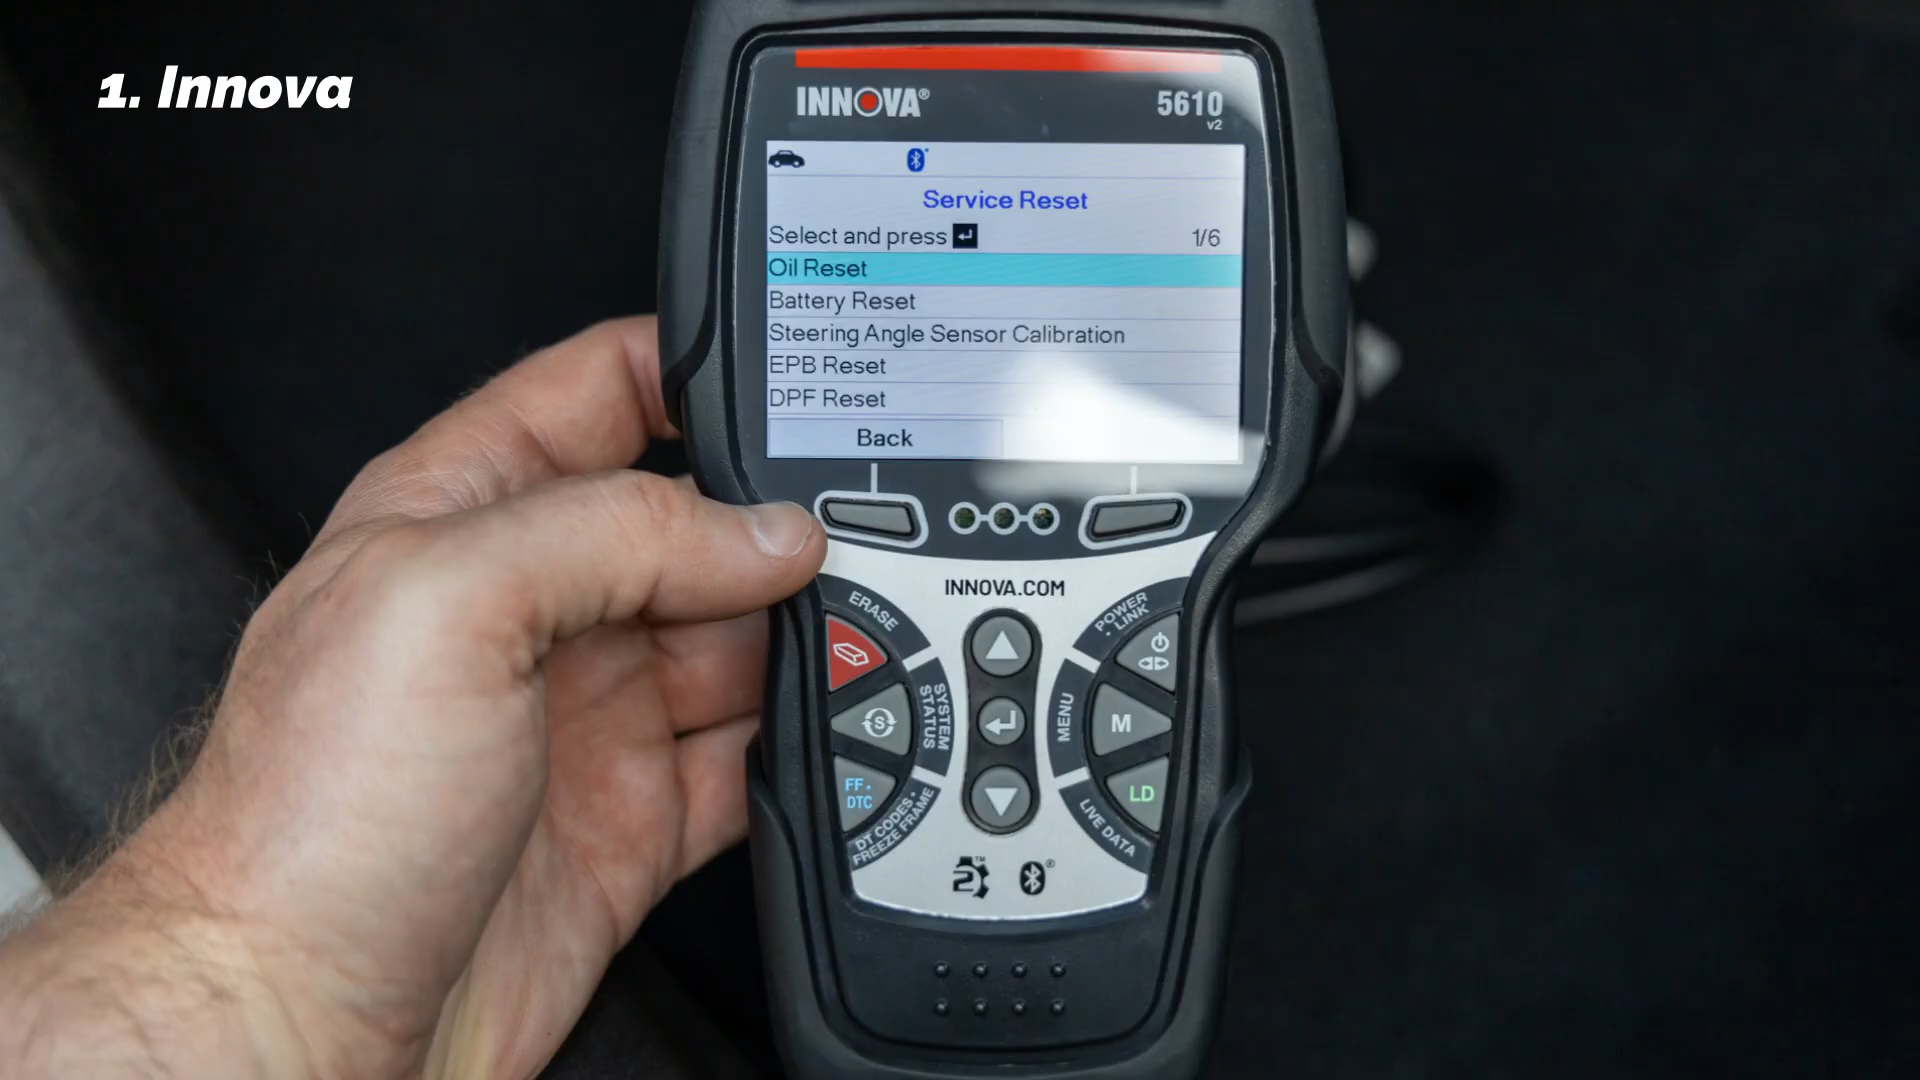 1. Innova
INNOVA®
5610
v2
Service Reset
Select and press
1/6
Oil Reset
Battery Reset
Steering Angle Sensor Calibration
EPB Reset
DPF Reset
Back
INNOVA.COM
ERASE
POWER
• LINK
SYSTEM
STATUS
S
MENU
M
FF •
DTC
DT CODES •
FREEZE FRAME
LD
LIVE DATA
2™